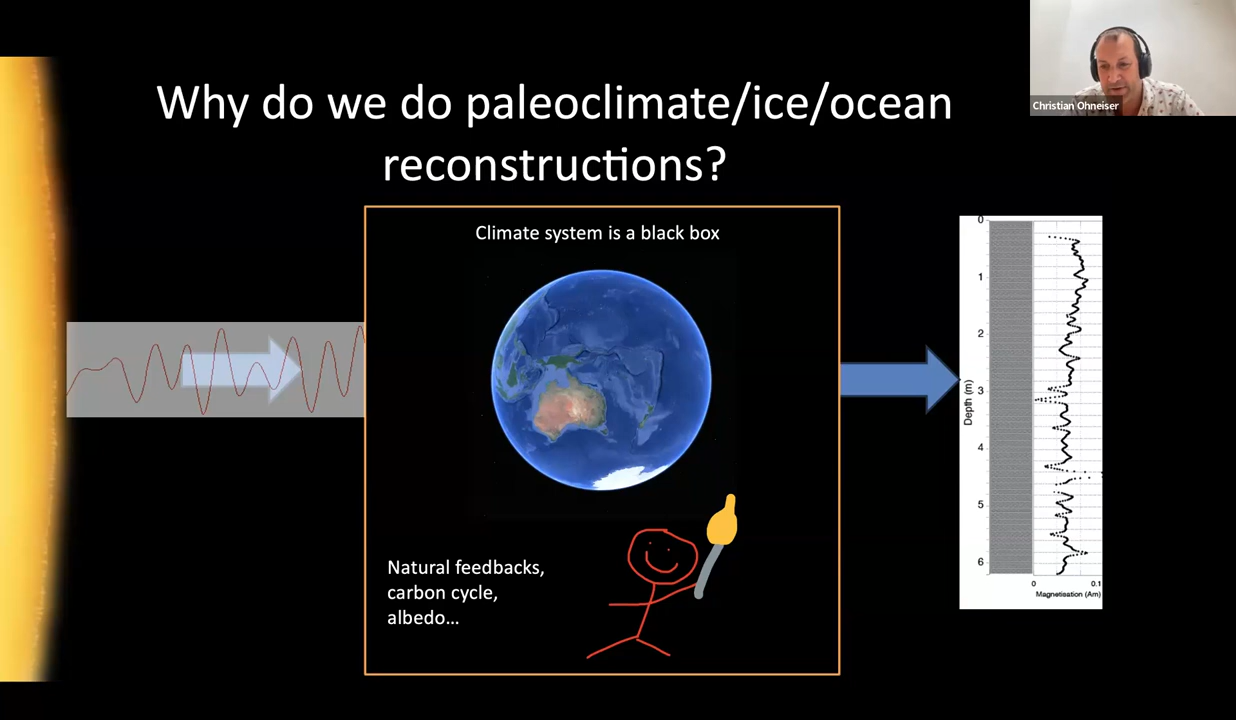 Why do we do paleoclimate/ice/ocean
reconstructions?
Christian Ohneiser
Climate system is a black box
Natural feedbacks,
carbon cycle,
albedo…
0
1
2
3
4
5
6
Depth (m)
0 0.1
Magnetisation (Am)